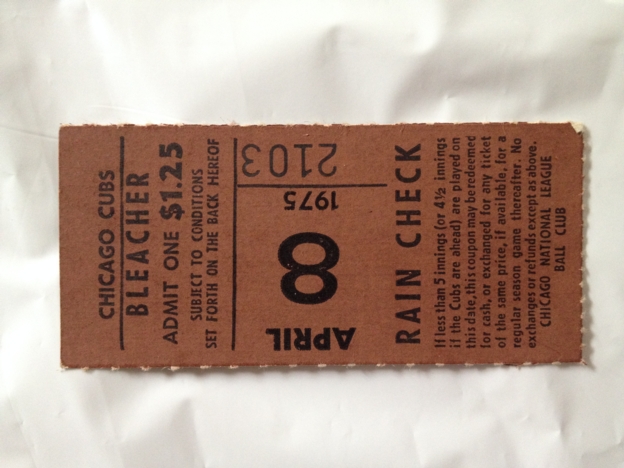 CHICAGO CUBS
BLEACHER
ADMIT ONE $1.25
SUBJECT TO CONDITIONS
SET FORTH ON THE BACK HEREOF
2103
1975
APRIL
8
RAIN CHECK
If less than 5 innings (or 4½ innings
if the Cubs are ahead) are played on
this date, this coupon may be redeemed
for cash, or exchanged for any ticket
of the same price, if available, for a
regular season game thereafter. No
exchanges or refunds except as above.
CHICAGO NATIONAL LEAGUE
BALL CLUB